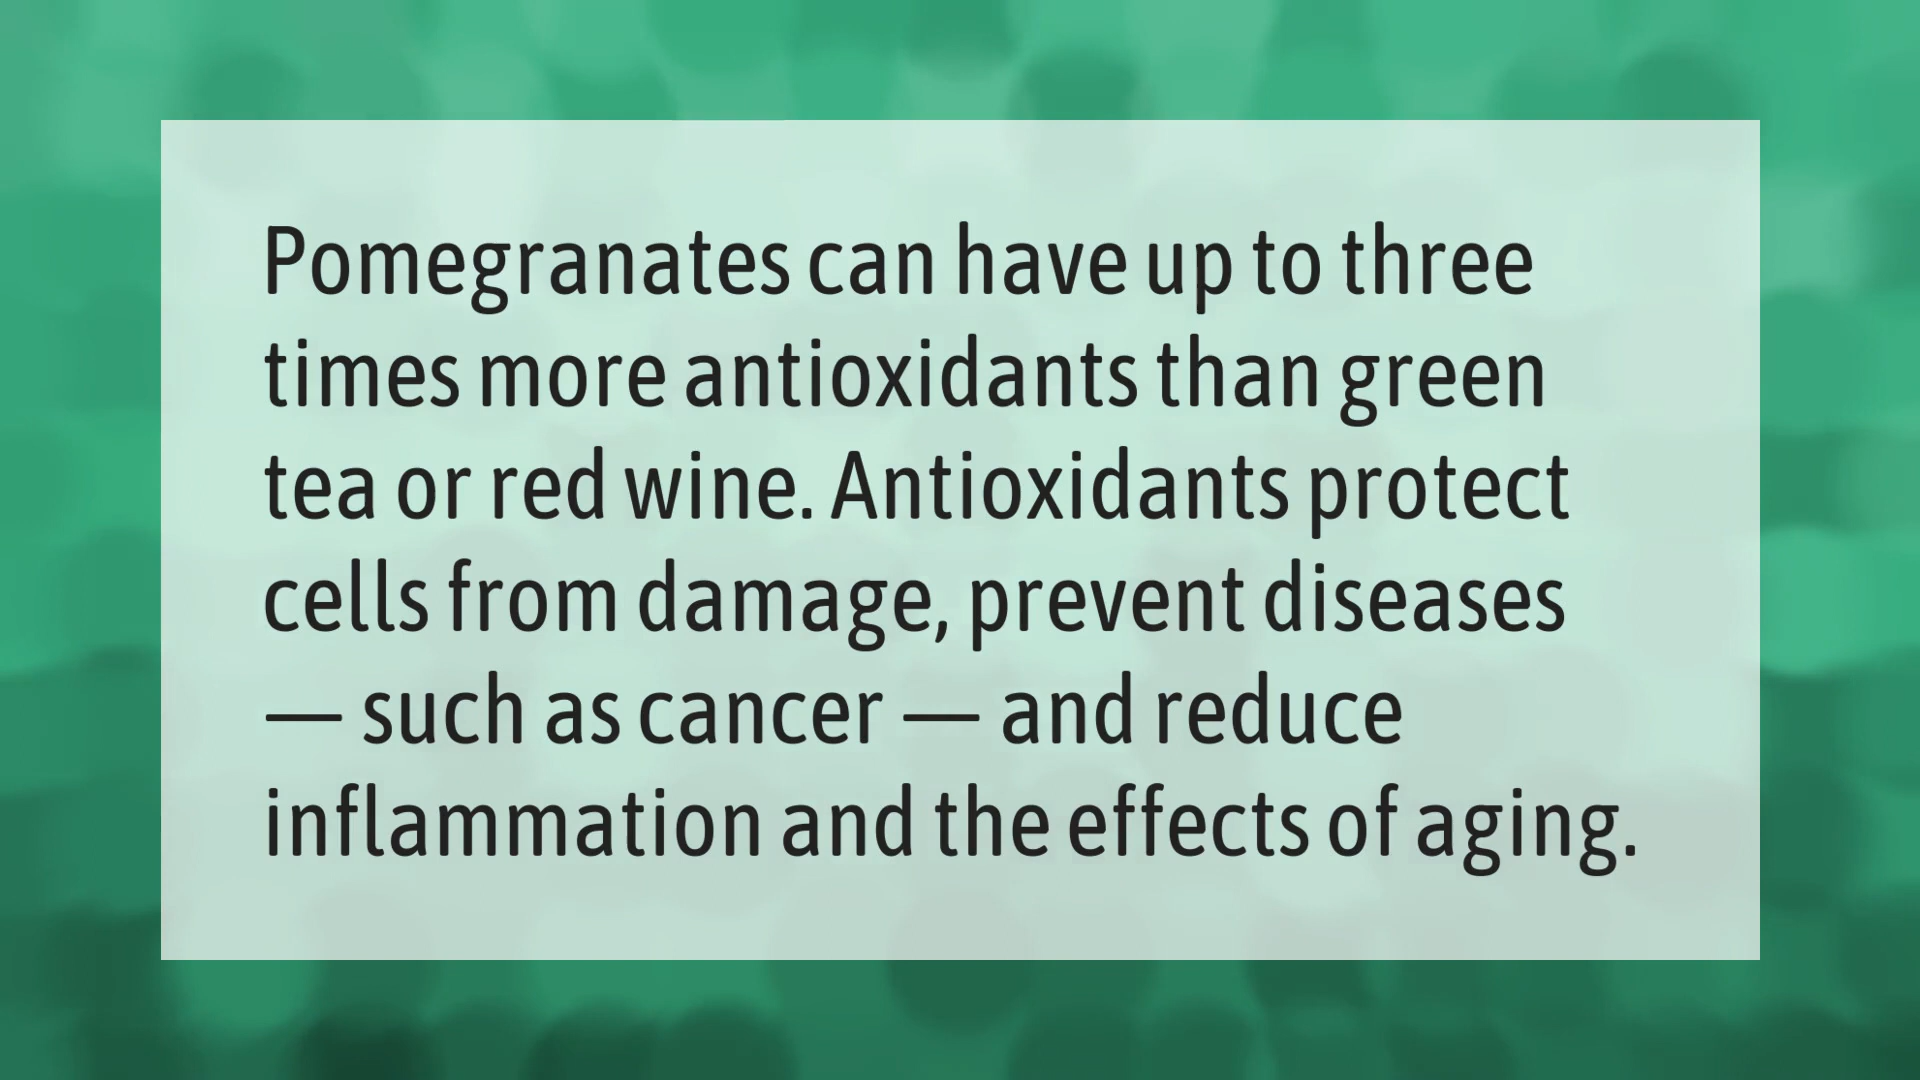 Pomegranates can have up to three
times more antioxidants than green
tea or red wine. Antioxidants protect
cells from damage, prevent diseases
— such as cancer — and reduce
inflammation and the effects of aging.